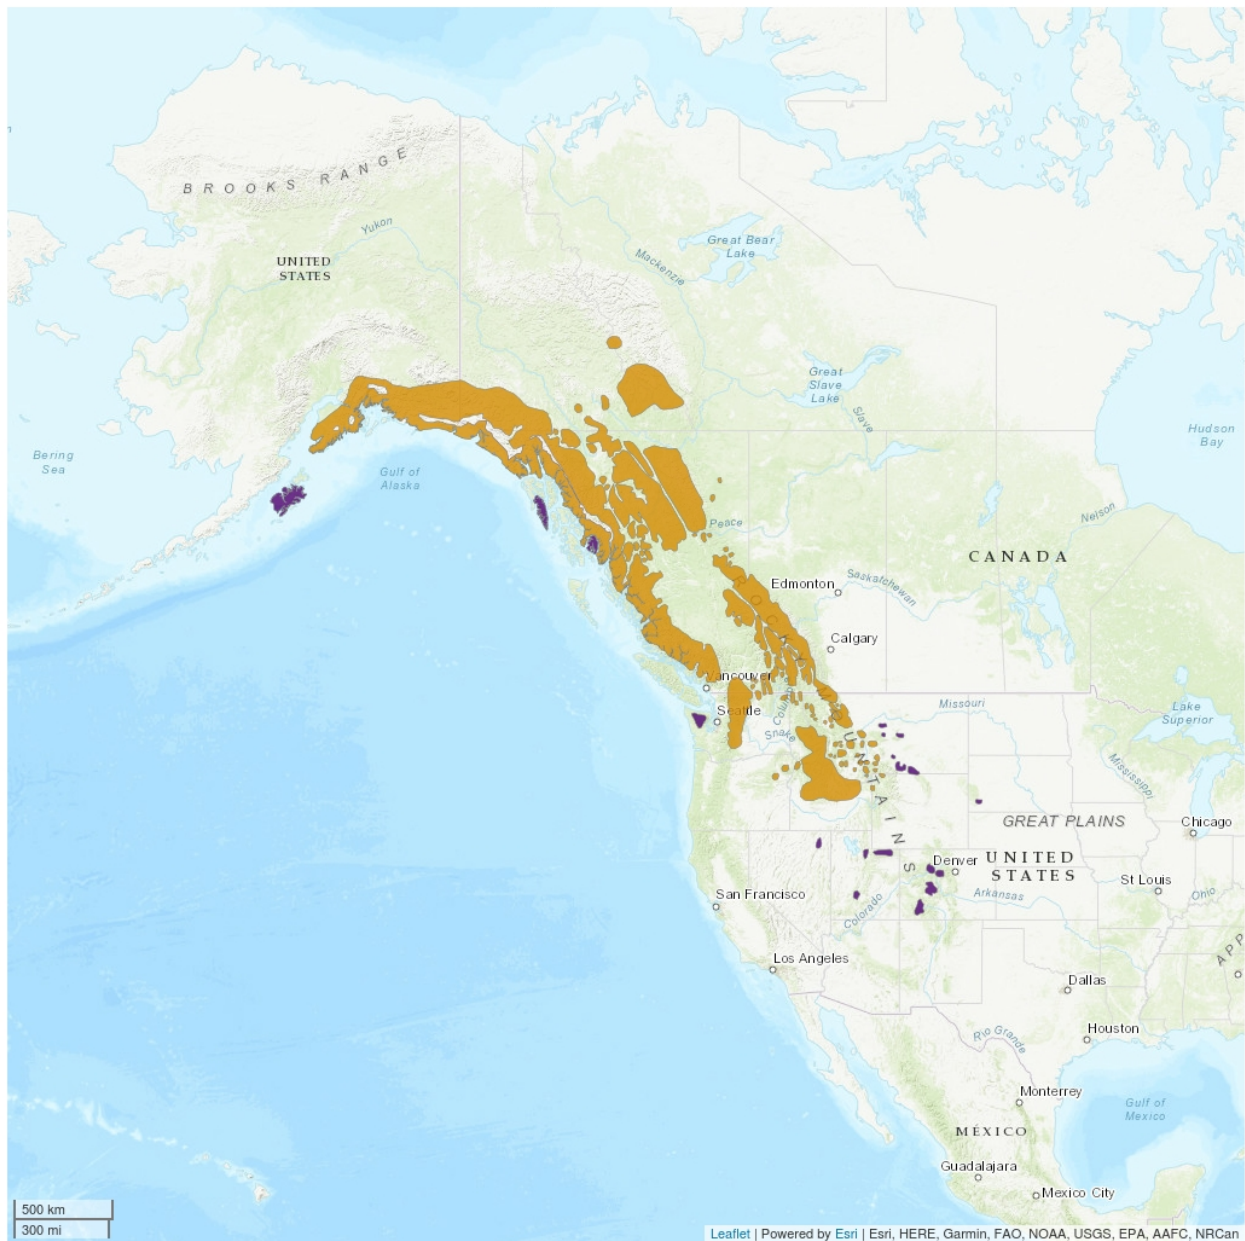 BROOKS RANGE
Yukon
UNITED
STATES
Great Bear
Lake
Mackenzie
Great
Slave
Lake
Slave
Hudson
Bay
Bering
Sea
Gulf of
Alaska
Peace
Nelson
CANADA
Edmonton
Saskatchewan
Calgary
ROCKY MOUNTAINS
Vancouver
Columbia
Seattle
Snake
Missouri
Lake
Superior
Mississippi
GREAT PLAINS
Chicago
Denver
UNITED
STATES
St Louis
Ohio
Arkansas
San Francisco
Colorado
APP
Los Angeles
Dallas
Rio Grande
Houston
Monterrey
Gulf of
Mexico
MÉXICO
Guadalajara
Mexico City
500 km
300 mi
Leaflet | Powered by Esri | Esri, HERE, Garmin, FAO, NOAA, USGS, EPA, AAFC, NRCan